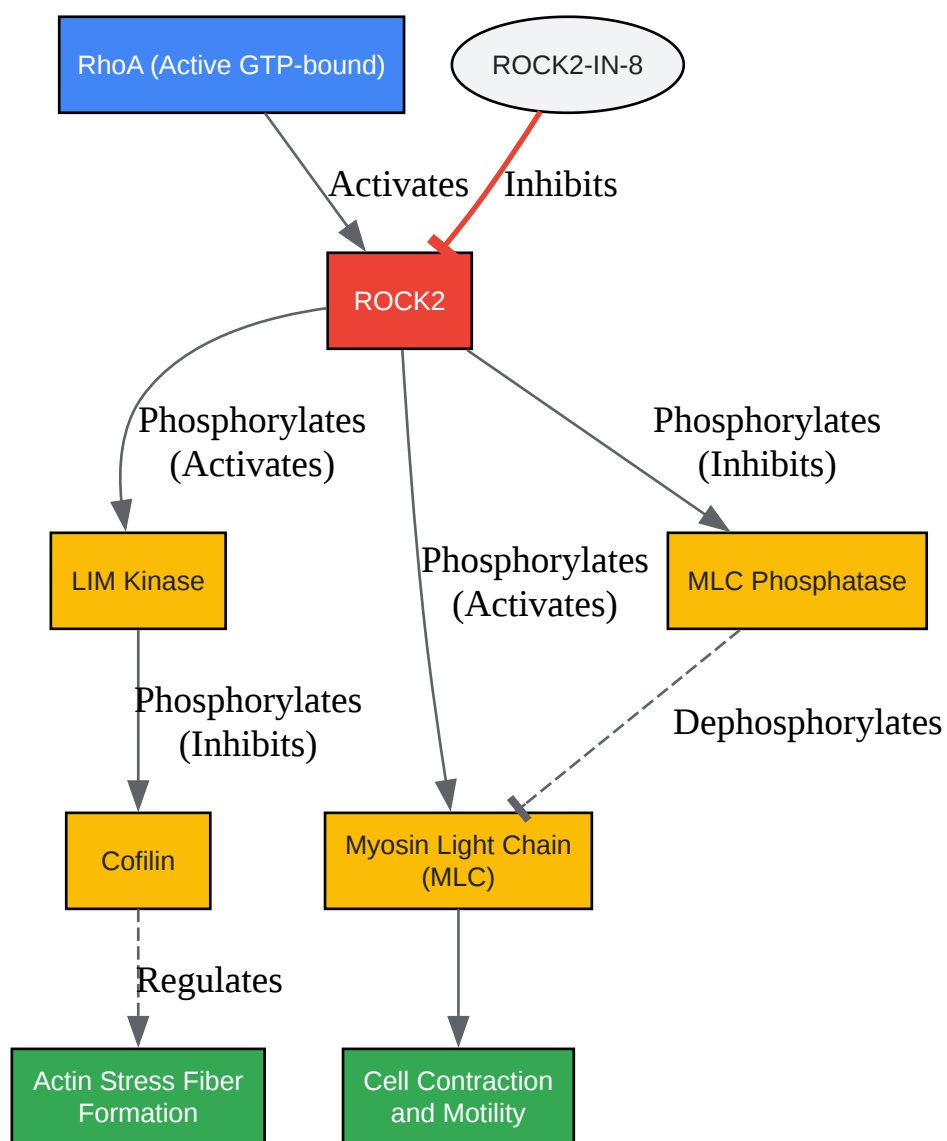 RhoA (Active GTP-bound)
ROCK2-IN-8
Activates
Inhibits
ROCK2
Phosphorylates
(Activates)
Phosphorylates
(Inhibits)
Phosphorylates
(Activates)
LIM Kinase
MLC Phosphatase
Phosphorylates
(Inhibits)
Dephosphorylates
Cofilin
Myosin Light Chain
(MLC)
Regulates
Actin Stress Fiber
Formation
Cell Contraction
and Motility